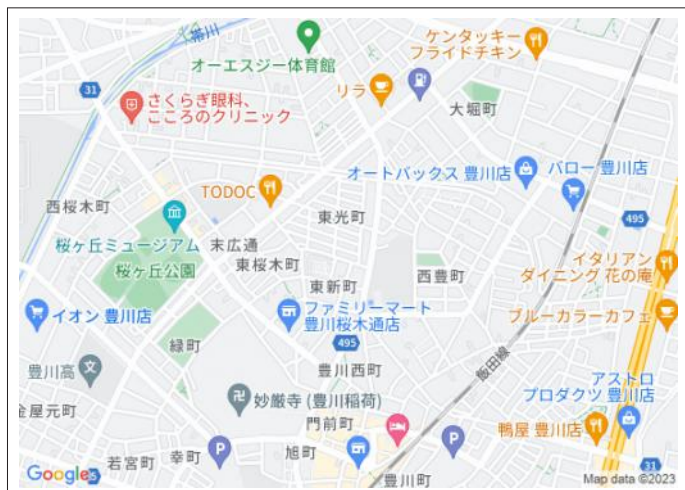 帯川
ケンタッキー
フライドチキン
オーエスジー体育館
リラ
31
さくらぎ眼科、
こころのクリニック
大堀町
オートバックス 豊川店
バロー 豊川店
TODOC
西桜木町
東光町
495
桜ヶ丘ミュージアム
末広通
桜ヶ丘公園
東桜木町
西豊町
イタリアン
ダイニング 花の庵
東新町
イオン 豊川店
ファミリーマート
豊川桜木通店
ブルーカラーカフェ
緑町
495
飯田線
豊川高
豊川西町
アストロ
プロダクツ 豊川店
妙厳寺 (豊川稲荷)
金屋元町
門前町
鴨屋 豊川店
P
P
若宮町
幸町
旭町
豊川町
31
Google
Map data ©2023